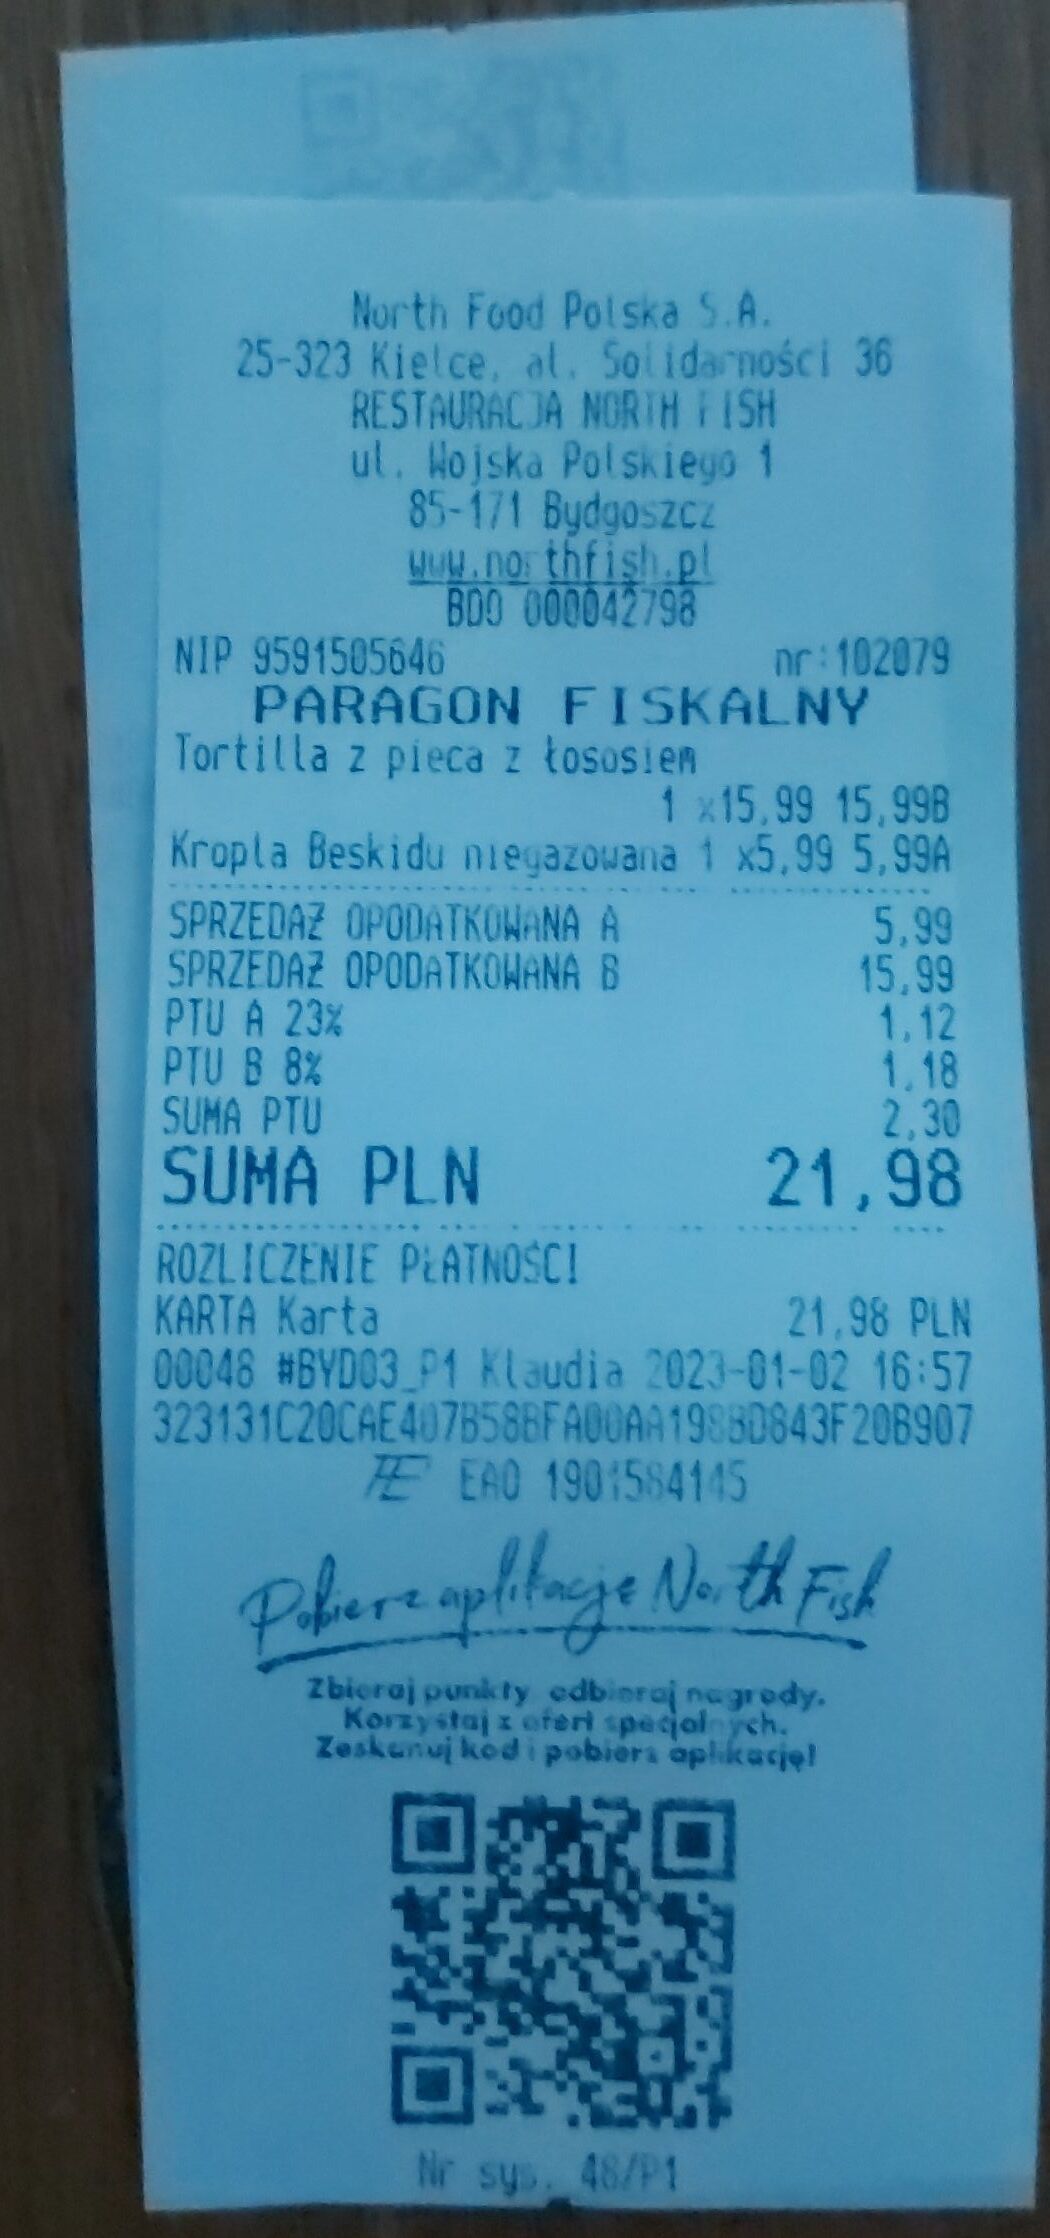 North Food Polska S.A.
25-323 Kielce, al. Solidarności 36
RESTAURACJA NORTH FISH
ul. Wojska Polskiego 1
85-171 Bydgoszcz
www.northfish.pl
BDO 000042798
NIP 9591505646 nr:102079
PARAGON FISKALNY
Tortilla z pieca z łososiem
1 x15,99 15,99B
Kropla Beskidu niegazowana 1 x5,99 5,99A
SPRZEDAŻ OPODATKOWANA A 5,99
SPRZEDAŻ OPODATKOWANA B 15,99
PTU A 23% 1,12
PTU B 8% 1,18
SUMA PTU 2,30
SUMA PLN 21,98
ROZLICZENIE PŁATNOŚCI
KARTA Karta 21,98 PLN
00048 #BYD03_P1 Klaudia 2023-01-02 16:57
323131C20CAE407B58BFA00AA198BD843F20B907
EAO 1901584145
Pobierz aplikację North Fish
Zbieraj punkty, odbieraj nagrody.
Korzystaj z ofert specjalnych.
Zeskanuj kod i pobierz aplikację!
Nr sys. 48/P1